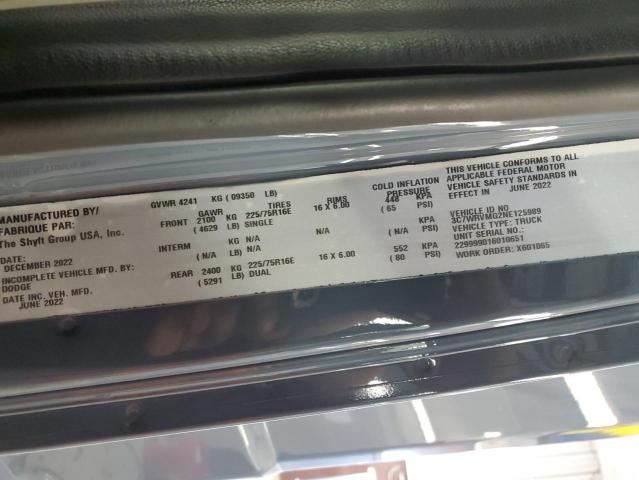 MANUFACTURED BY/
FABRIQUE PAR:
The Shyft Group USA, Inc.
DATE:
DECEMBER 2022
INCOMPLETE VEHICLE MFD. BY:
DODGE
DATE INC. VEH. MFD.
JUNE 2022
GVWR 4241 KG ( 09350 LB)
GAWR TIRES RIMS COLD INFLATION PRESSURE
FRONT 2100 KG 225/75R16E 16 X 6.00 448 KPA
( 4629 LB) SINGLE ( 65 PSI)
INTERM KG N/A N/A KPA
( N/A LB) N/A ( N/A PSI)
REAR 2400 KG 225/75R16E 16 X 6.00 552 KPA
( 5291 LB) DUAL ( 80 PSI)
THIS VEHICLE CONFORMS TO ALL
APPLICABLE FEDERAL MOTOR
VEHICLE SAFETY STANDARDS IN
EFFECT IN JUNE 2022
VEHICLE ID NO
3C7WRVMG2NE125989
VEHICLE TYPE: TRUCK
UNIT SERIAL NO.:
229999016010651
WORK ORDER: X601065